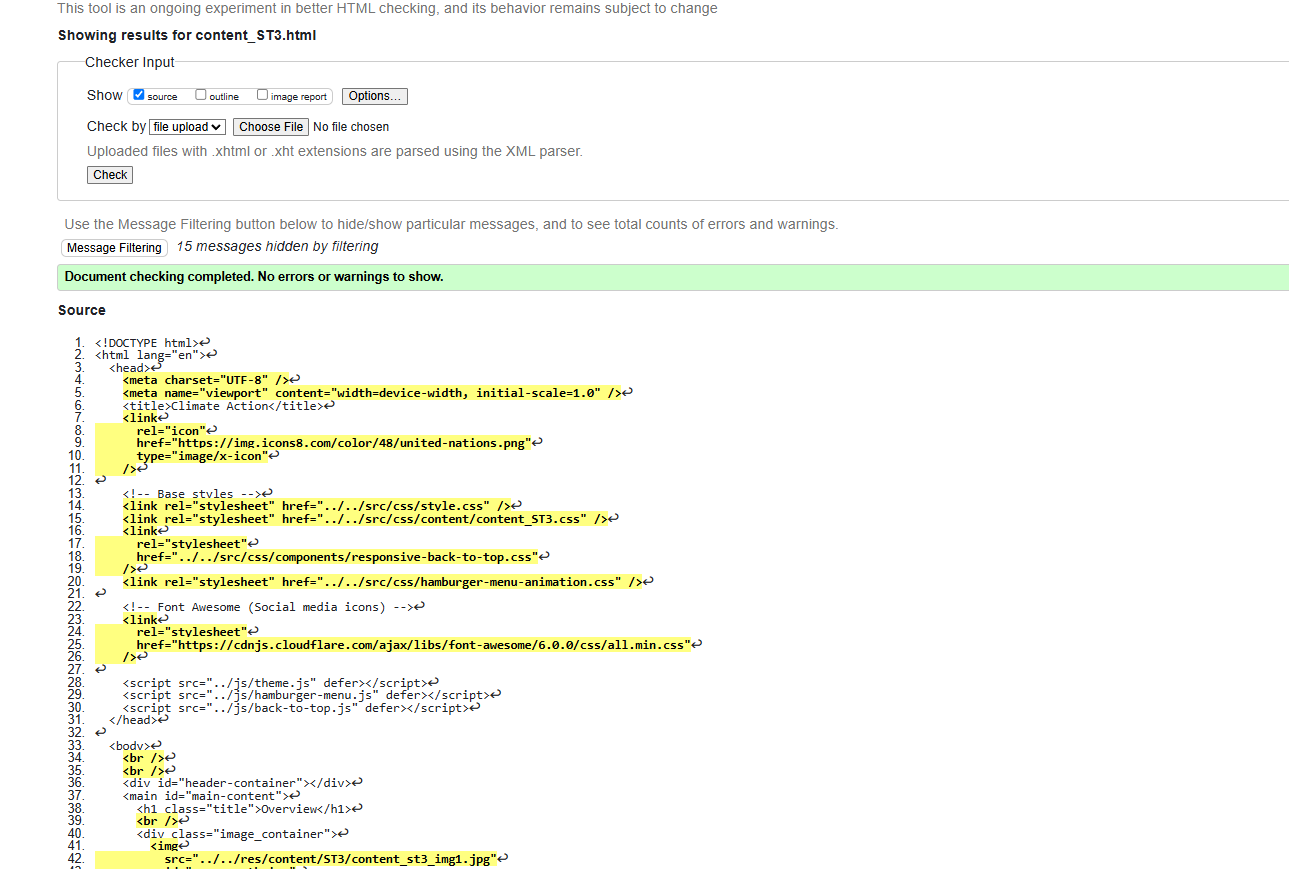 This tool is an ongoing experiment in better HTML checking, and its behavior remains subject to change
Showing results for content_ST3.html
Checker Input
Show source outline image report Options...
Check by file upload Choose File No file chosen
Uploaded files with .xhtml or .xht extensions are parsed using the XML parser.
Check
Use the Message Filtering button below to hide/show particular messages, and to see total counts of errors and warnings.
Message Filtering 15 messages hidden by filtering
Document checking completed. No errors or warnings to show.
Source
1. <!DOCTYPE html>↩
2. <html lang="en">↩
3. <head>↩
4. <meta charset="UTF-8" />↩
5. <meta name="viewport" content="width=device-width, initial-scale=1.0" />↩
6. <title>Climate Action</title>↩
7. <link↩
8. rel="icon"↩
9. href="https://img.icons8.com/color/48/united-nations.png"↩
10. type="image/x-icon"↩
11. />↩
12. ↩
13. <!-- Base styles -->↩
14. <link rel="stylesheet" href="../../src/css/style.css" />↩
15. <link rel="stylesheet" href="../../src/css/content/content_ST3.css" />↩
16. <link↩
17. rel="stylesheet"↩
18. href="../../src/css/components/responsive-back-to-top.css"↩
19. />↩
20. <link rel="stylesheet" href="../../src/css/hamburger-menu-animation.css" />↩
21. ↩
22. <!-- Font Awesome (Social media icons) -->↩
23. <link↩
24. rel="stylesheet"↩
25. href="https://cdnjs.cloudflare.com/ajax/libs/font-awesome/6.0.0/css/all.min.css"↩
26. />↩
27. ↩
28. <script src="../js/theme.js" defer></script>↩
29. <script src="../js/hamburger-menu.js" defer></script>↩
30. <script src="../js/back-to-top.js" defer></script>↩
31. </head>↩
32. ↩
33. <body>↩
34. <br />↩
35. <br />↩
36. <div id="header-container"></div>↩
37. <main id="main-content">↩
38. <h1 class="title">Overview</h1>↩
39. <br />↩
40. <div class="image_container">↩
41. <img↩
42. src="../../res/content/ST3/content_st3_img1.jpg"↩